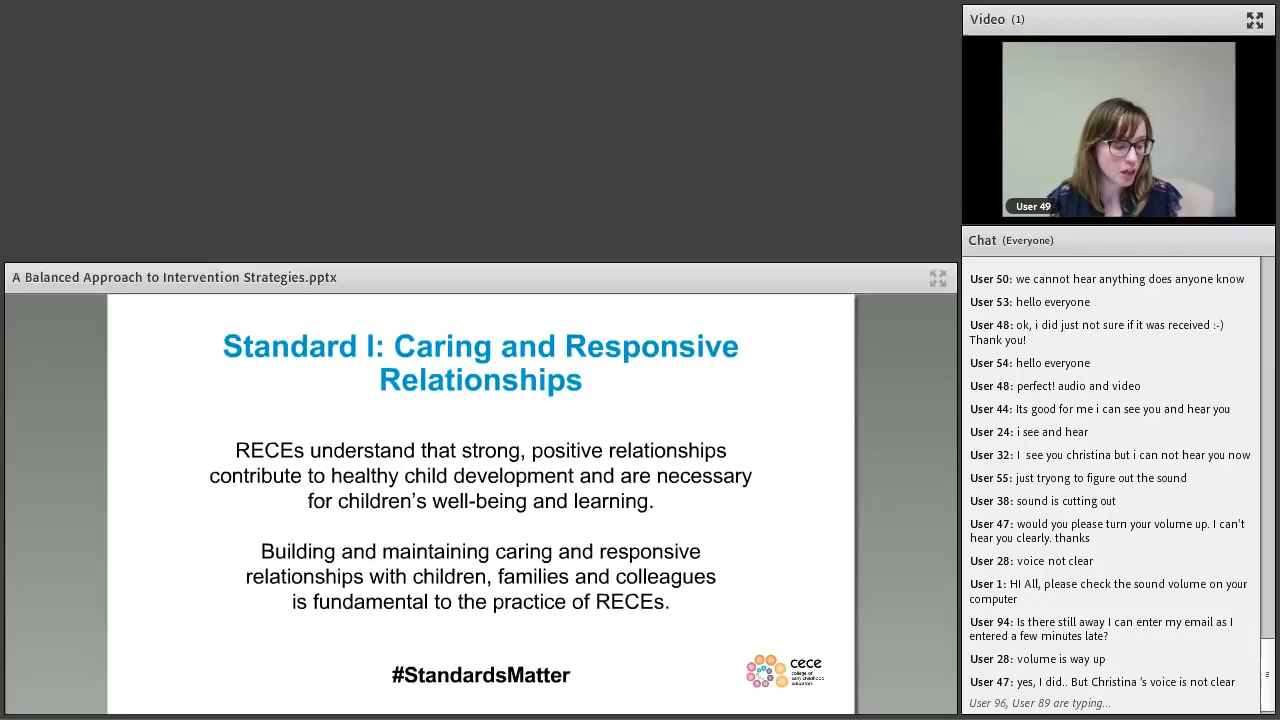 Video (1)
User 49
Chat (Everyone)
User 50: we cannot hear anything does anyone know
User 53: hello everyone
User 48: ok, i did just not sure if it was received :-)
Thank you!
User 54: hello everyone
User 48: perfect! audio and video
User 44: Its good for me i can see you and hear you
User 24: i see and hear
User 32: I  see you christina but i can not hear you now
User 55: just tryong to figure out the sound
User 38: sound is cutting out
User 47: would you please turn your volume up. I can't
hear you clearly. thanks
User 28: voice not clear
User 1: HI All, please check the sound volume on your
computer
User 94: Is there still away I can enter my email as I
entered a few minutes late?
User 28: volume is way up
User 47: yes, I did.. But Christina 's voice is not clear
User 96, User 89 are typing...
A Balanced Approach to Intervention Strategies.pptx
Standard I: Caring and Responsive
Relationships
RECEs understand that strong, positive relationships
contribute to healthy child development and are necessary
for children’s well-being and learning.
Building and maintaining caring and responsive
relationships with children, families and colleagues
is fundamental to the practice of RECEs.
#StandardsMatter
cece
college of
early childhood
educators